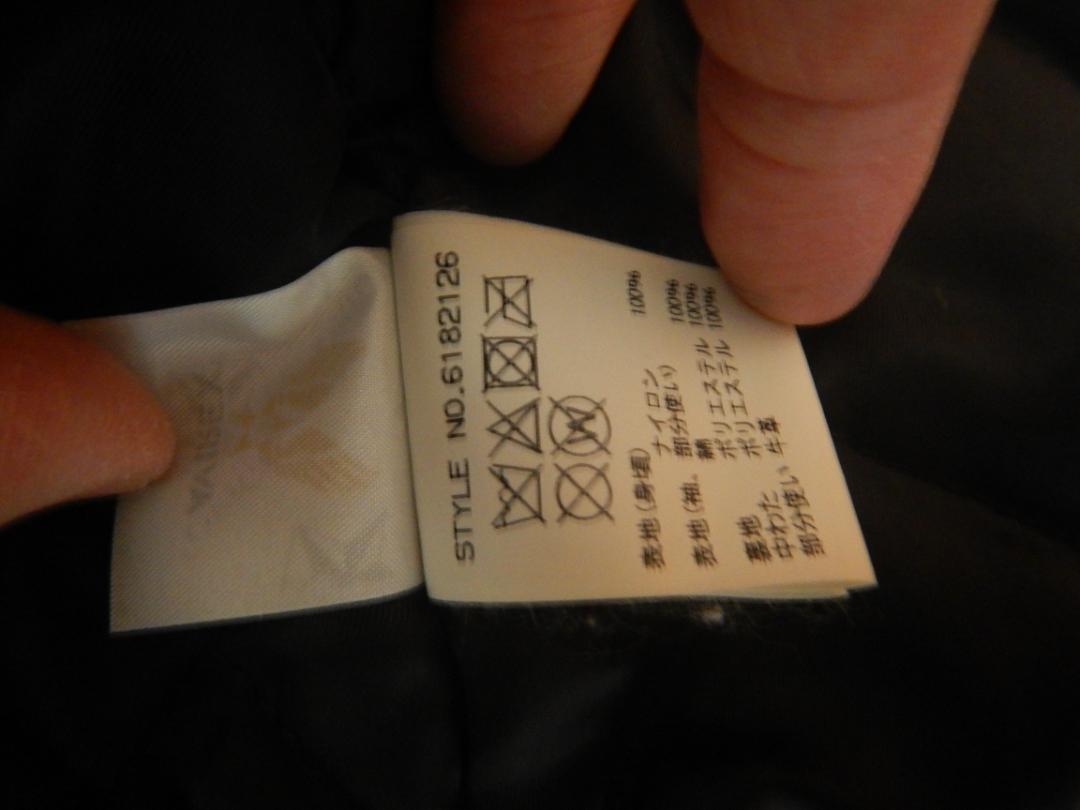 STYLE NO.6182126
W
表地(身頃) ナイロン 100%
表地(袖、部分使い)
綿 100%
裏地 ポリエステル 100%
中わた ポリエステル 100%
部分使い 牛革